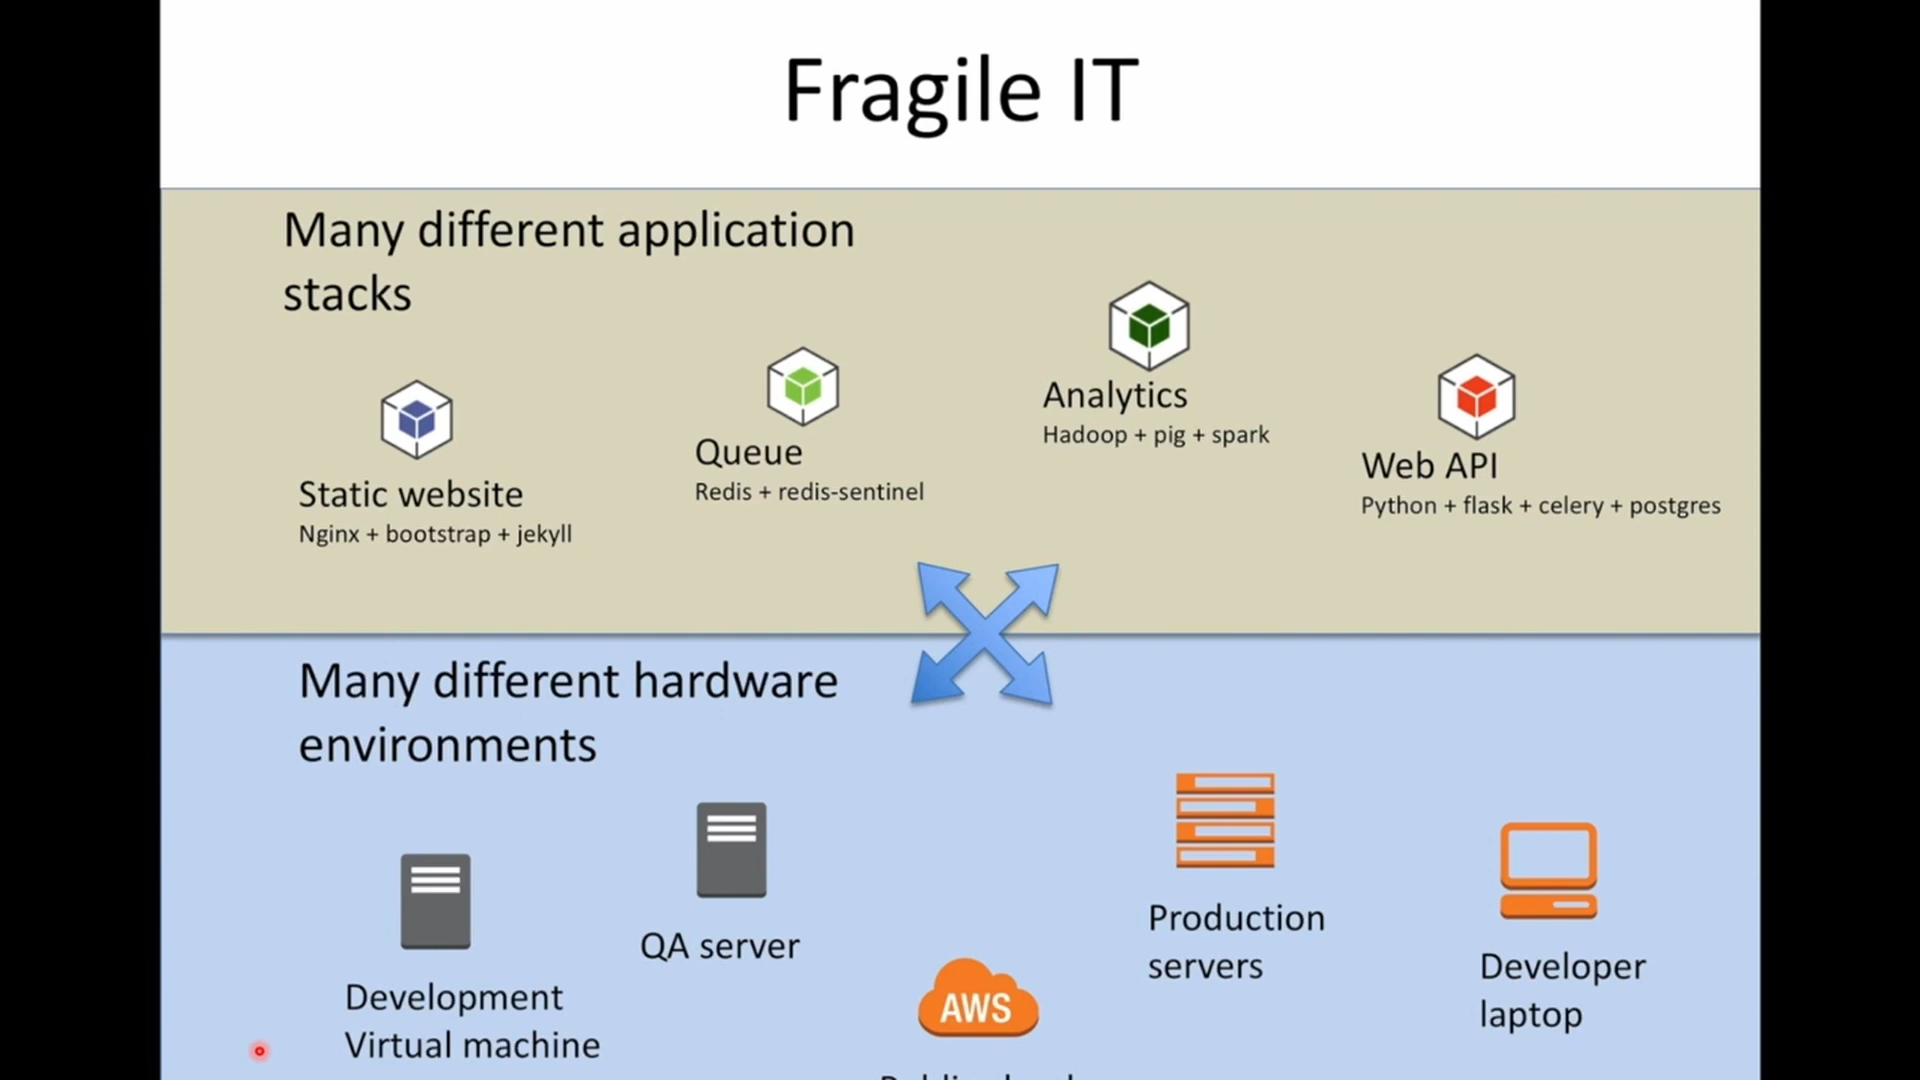 Fragile IT
Many different application
stacks
Analytics
Hadoop + pig + spark
Queue
Redis + redis-sentinel
Web API
Python + flask + celery + postgres
Static website
Nginx + bootstrap + jekyll
Many different hardware
environments
QA server
Production
servers
Developer
laptop
Development
Virtual machine
AWS